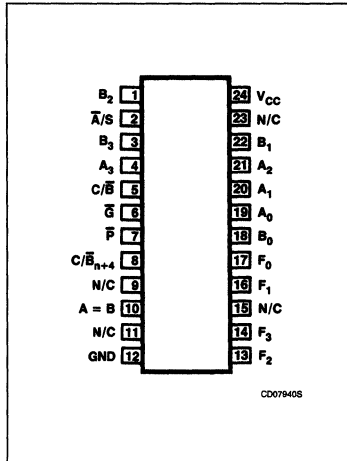 B₂ 1 24 V_CC
A̅/S 2 23 N/C
B₃ 3 22 B₁
A₃ 4 21 A₂
C/B̅ 5 20 A₁
G̅ 6 19 A₀
P̅ 7 18 B₀
C/B̅ₙ₊₄ 8 17 F₀
N/C 9 16 F₁
A = B 10 15 N/C
N/C 11 14 F₃
GND 12 13 F₂
CD07940S